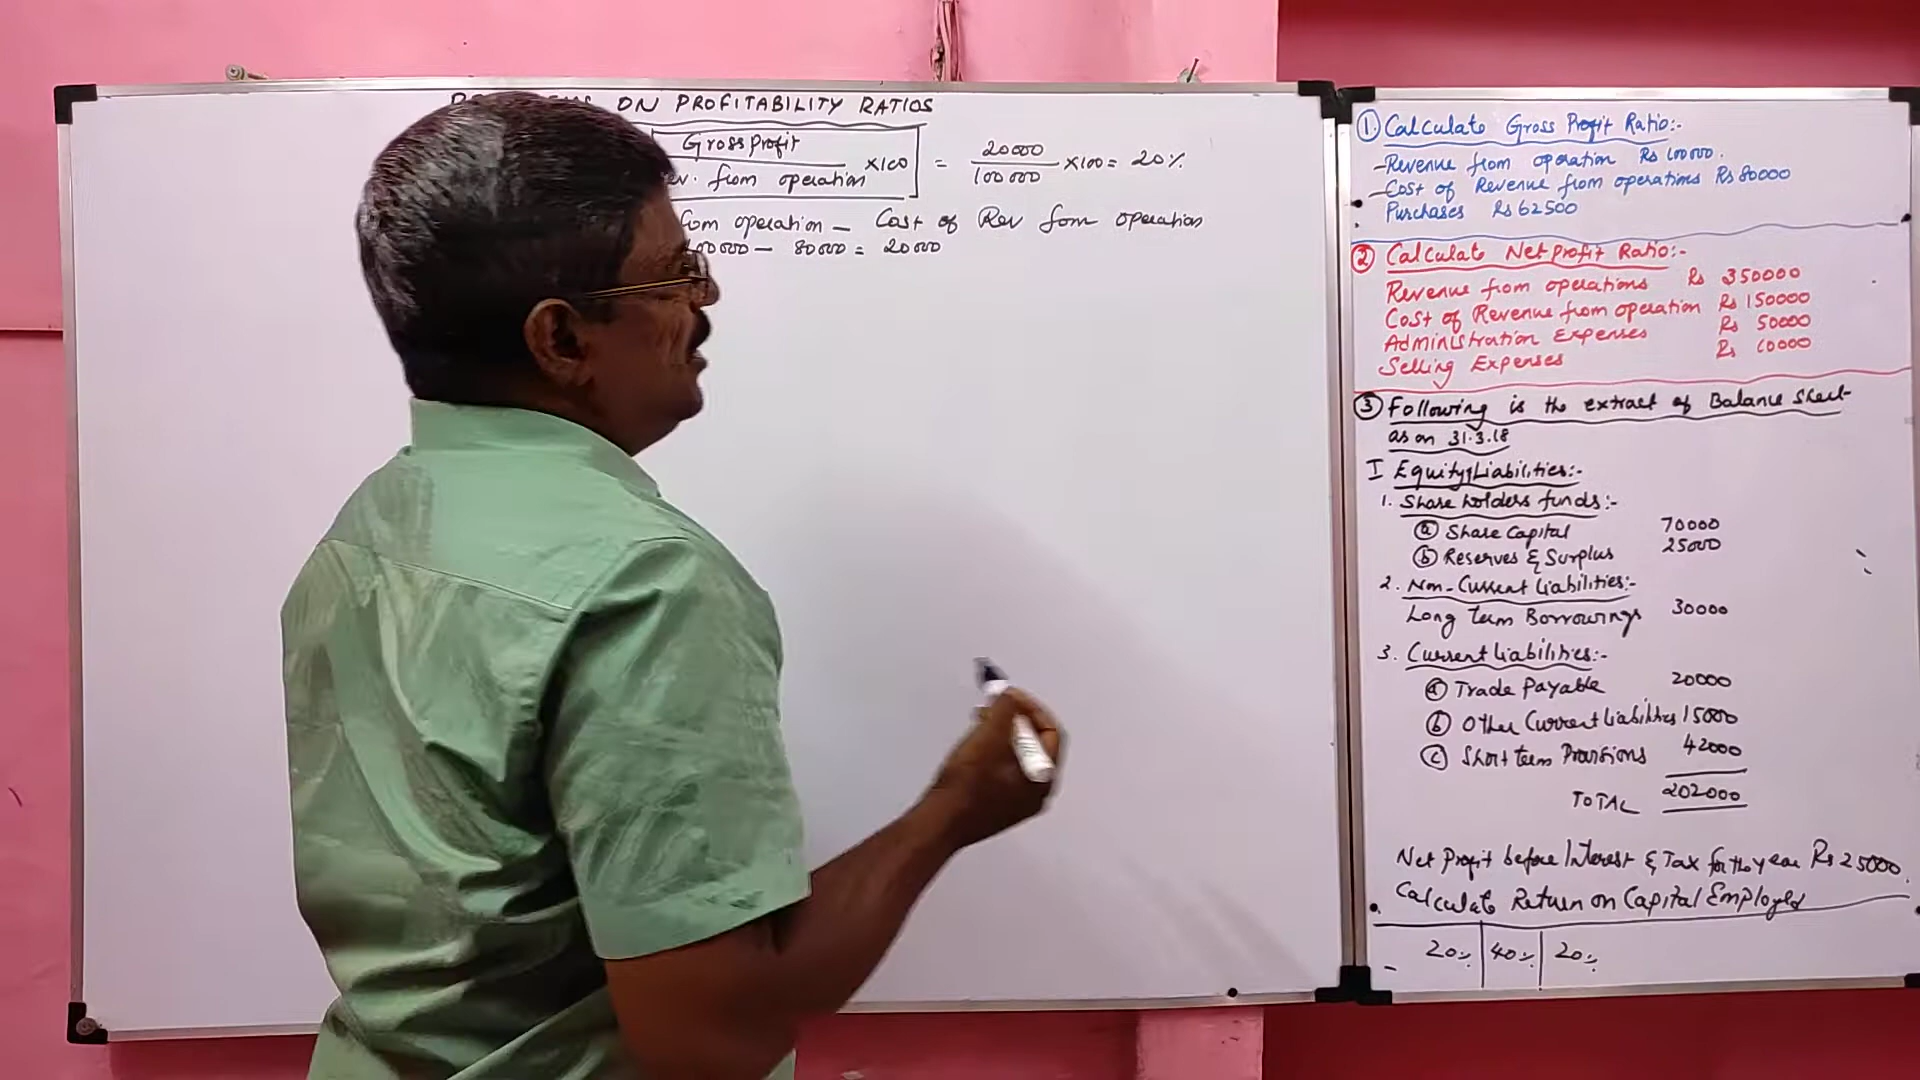 ON PROFITABILITY RATIOS
Gross Profit
×100 = 20000 / 100000 ×100 = 20%
from operation
from operation – Cost of Rev from operation
100000 – 80000 = 20000
① Calculate Gross Profit Ratio:-
– Revenue from operation Rs 100000.
– Cost of Revenue from operations Rs 80000
Purchases Rs 62500
② Calculate Net profit Ratio:-
Revenue from operations Rs 350000
Cost of Revenue from operation Rs 150000
Administration Expenses Rs 50000
Selling Expenses Rs 10000
③ Following is the extract of Balance Sheet
as on 31.3.18
I Equity & Liabilities:-
1. Share holders funds:-
ⓐ Share Capital 70000
ⓑ Reserves & Surplus 25000
2. Non-Current Liabilities:-
Long term Borrowings 30000
3. Current Liabilities:-
ⓐ Trade Payable 20000
ⓑ Other Current Liabilities 15000
ⓒ Short term Provisions 42000
TOTAL 202000
Net Profit before Interest & Tax for the year Rs 25000.
Calculate Return on Capital Employed
20% | 40% | 20%